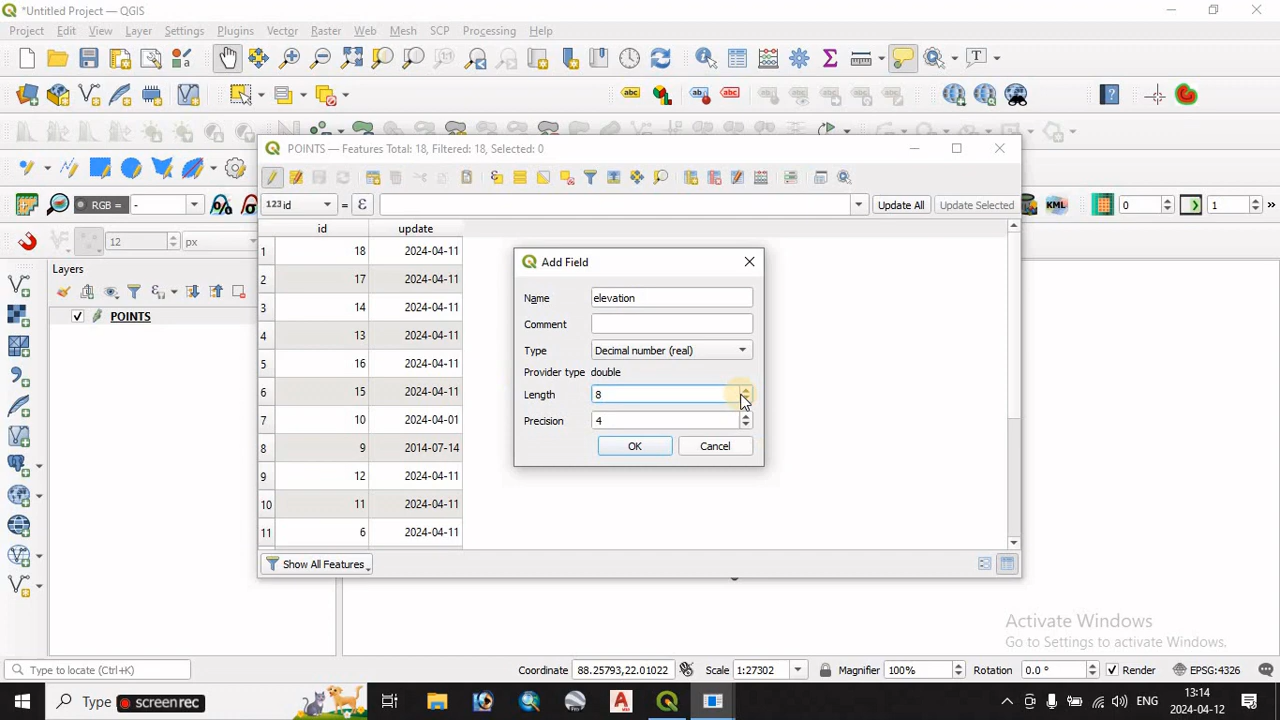 *Untitled Project — QGIS
Project Edit View Layer Settings Plugins Vector Raster Web Mesh SCP Processing Help
abc abc abc
RGB = - 0 KML 1 »
12 px
POINTS — Features Total: 18, Filtered: 18, Selected: 0
123 id = ε Update All Update Selected
Layers
POINTS
id update
1 18 2024-04-11
2 17 2024-04-11
3 14 2024-04-11
4 13 2024-04-11
5 16 2024-04-11
6 15 2024-04-11
7 10 2024-04-01
8 9 2014-07-14
9 12 2024-04-11
10 11 2024-04-11
11 6 2024-04-11
Add Field
Name elevation
Comment
Type Decimal number (real)
Provider type double
Length 8
Precision 4
OK Cancel
Show All Features
Activate Windows
Go to Settings to activate Windows.
Type to locate (Ctrl+K) Coordinate 88.25793,22.01022 Scale 1:27302 Magnifier 100% Rotation 0.0 ° Render EPSG:4326
Type screenrec ENG 13:14
2024-04-12